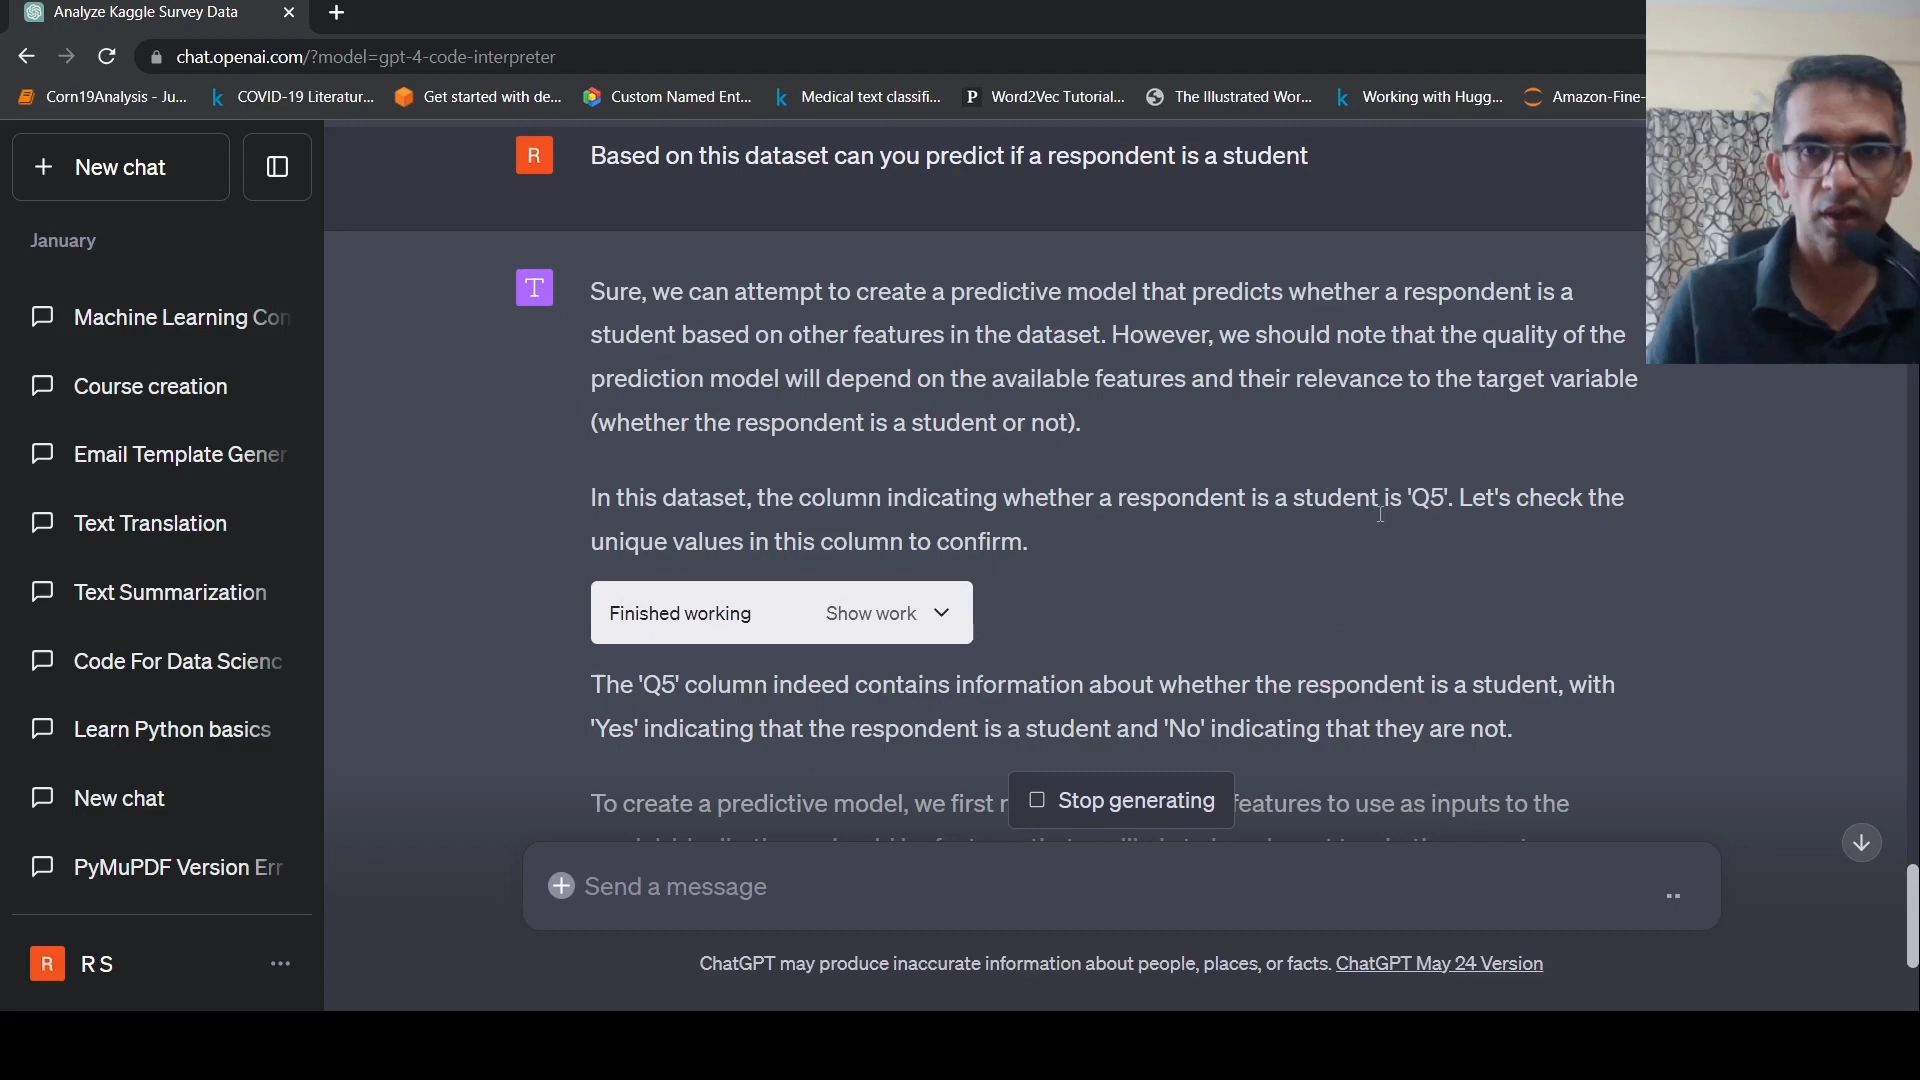 Analyze Kaggle Survey Data
chat.openai.com/?model=gpt-4-code-interpreter
Corn19Analysis - Ju... COVID-19 Literatur... Get started with de... Custom Named Ent... Medical text classifi... Word2Vec Tutorial... The Illustrated Wor... Working with Hugg... Amazon-Fine-
New chat
January
Machine Learning Con
Course creation
Email Template Gener
Text Translation
Text Summarization
Code For Data Scienc
Learn Python basics
New chat
PyMuPDF Version Err
R R S ...
R Based on this dataset can you predict if a respondent is a student
T Sure, we can attempt to create a predictive model that predicts whether a respondent is a
student based on other features in the dataset. However, we should note that the quality of the
prediction model will depend on the available features and their relevance to the target variable
(whether the respondent is a student or not).
In this dataset, the column indicating whether a respondent is a student is 'Q5'. Let's check the
unique values in this column to confirm.
Finished working Show work
The 'Q5' column indeed contains information about whether the respondent is a student, with
'Yes' indicating that the respondent is a student and 'No' indicating that they are not.
To create a predictive model, we first features to use as inputs to the
Stop generating
Send a message
ChatGPT may produce inaccurate information about people, places, or facts. ChatGPT May 24 Version